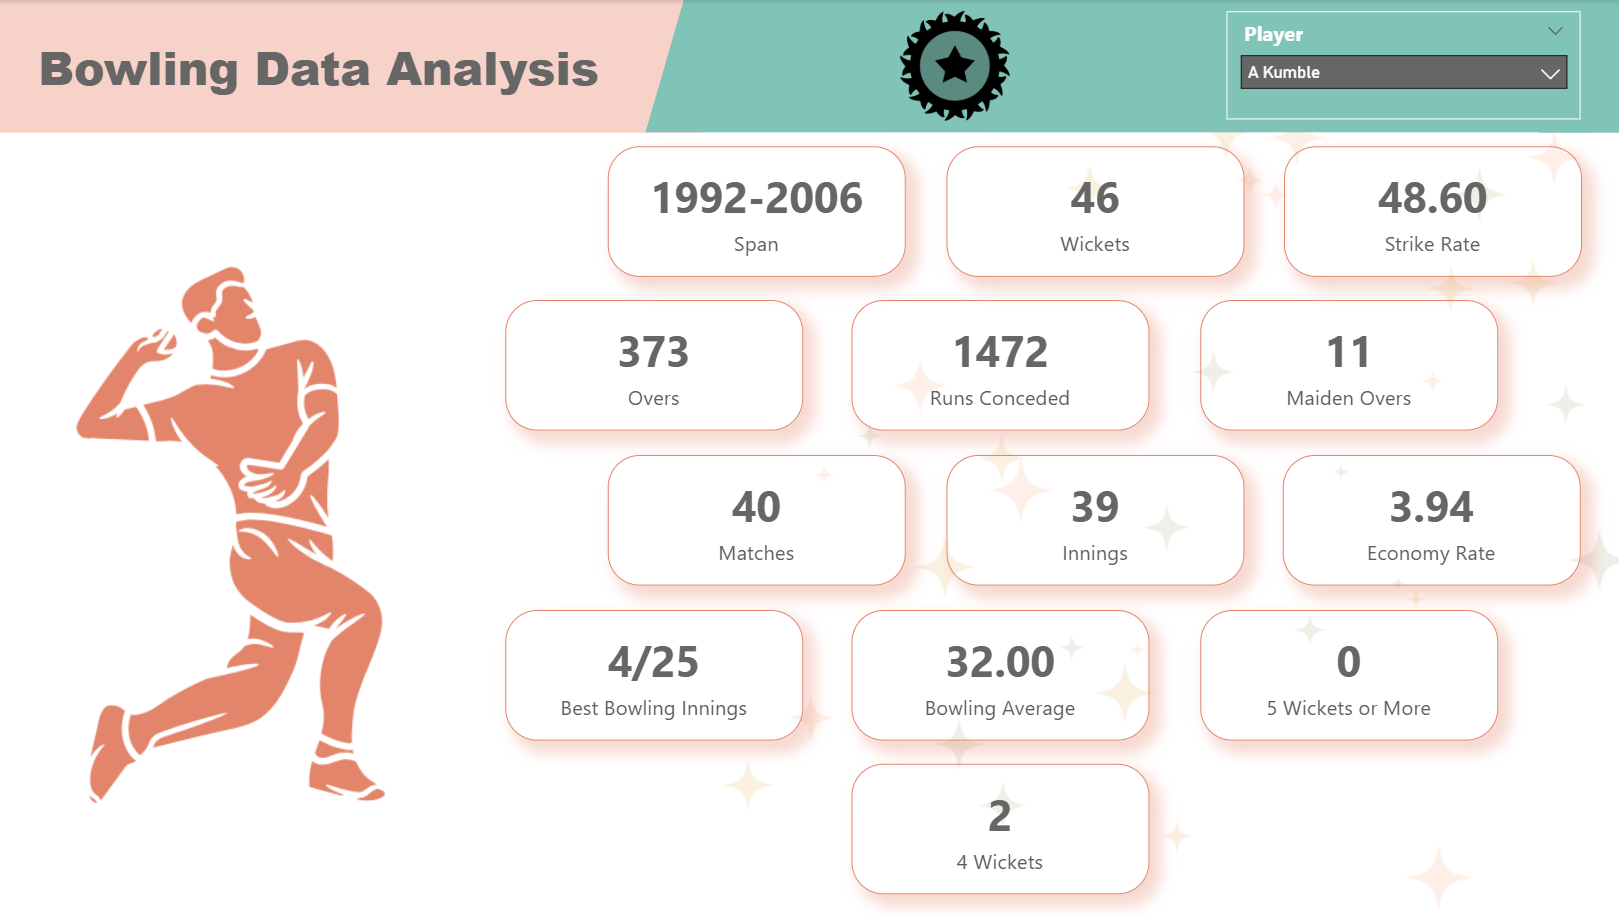 Bowling Data Analysis
Player
A Kumble
1992-2006
Span
46
Wickets
48.60
Strike Rate
373
Overs
1472
Runs Conceded
11
Maiden Overs
40
Matches
39
Innings
3.94
Economy Rate
4/25
Best Bowling Innings
32.00
Bowling Average
0
5 Wickets or More
2
4 Wickets